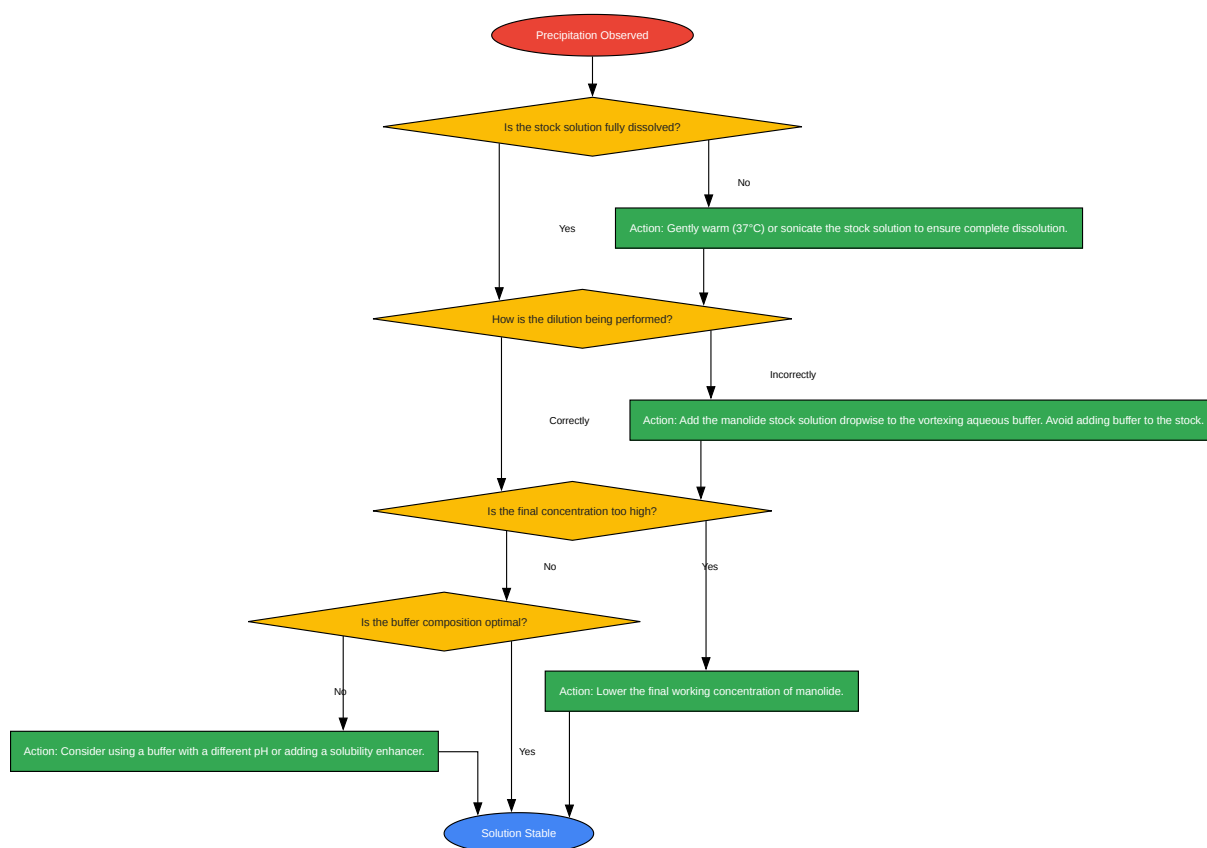 Precipitation Observed
Is the stock solution fully dissolved?
No
Yes
Action: Gently warm (37°C) or sonicate the stock solution to ensure complete dissolution.
How is the dilution being performed?
Incorrectly
Correctly
Action: Add the manolide stock solution dropwise to the vortexing aqueous buffer. Avoid adding buffer to the stock.
Is the final concentration too high?
No
Yes
Is the buffer composition optimal?
No
Action: Lower the final working concentration of manolide.
Action: Consider using a buffer with a different pH or adding a solubility enhancer.
Yes
Solution Stable